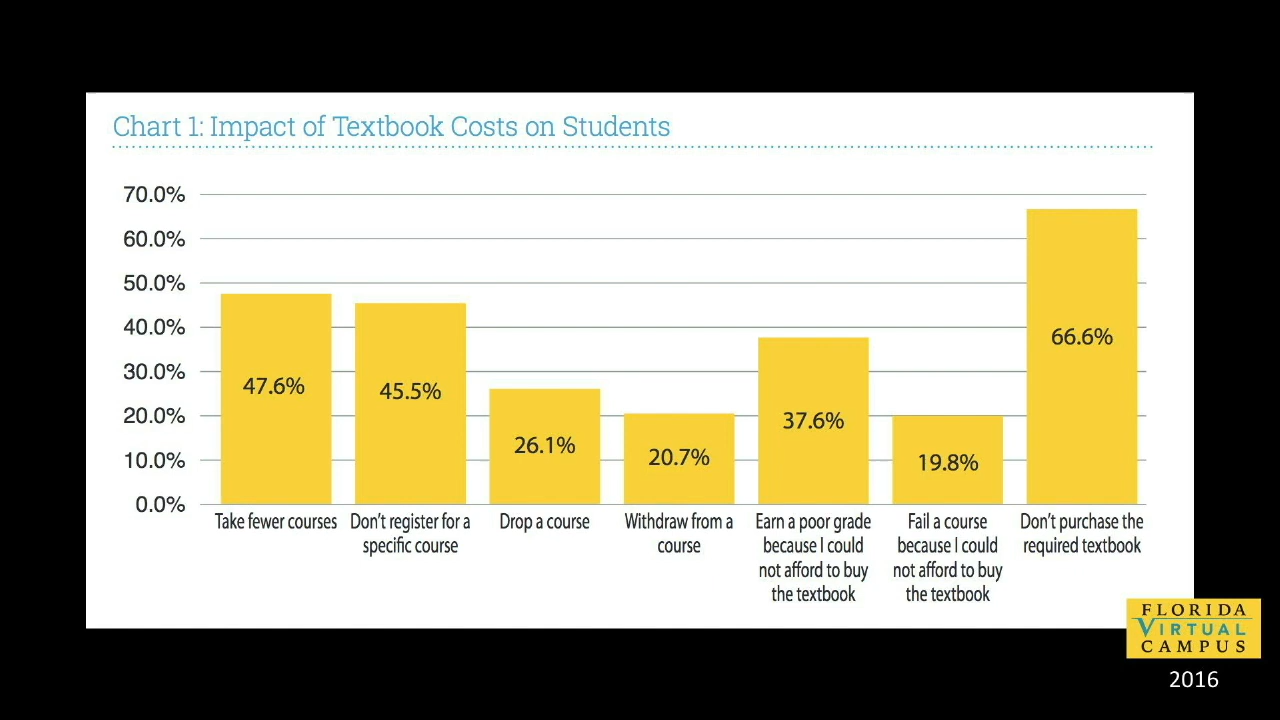 Chart 1: Impact of Textbook Costs on Students
70.0%
60.0%
50.0%
40.0%
30.0%
20.0%
10.0%
0.0%
47.6%
45.5%
26.1%
20.7%
37.6%
19.8%
66.6%
Take fewer courses
Don't register for a
specific course
Drop a course
Withdraw from a
course
Earn a poor grade
because I could
not afford to buy
the textbook
Fail a course
because I could
not afford to buy
the textbook
Don't purchase the
required textbook
FLORIDA
VIRTUAL
CAMPUS
2016